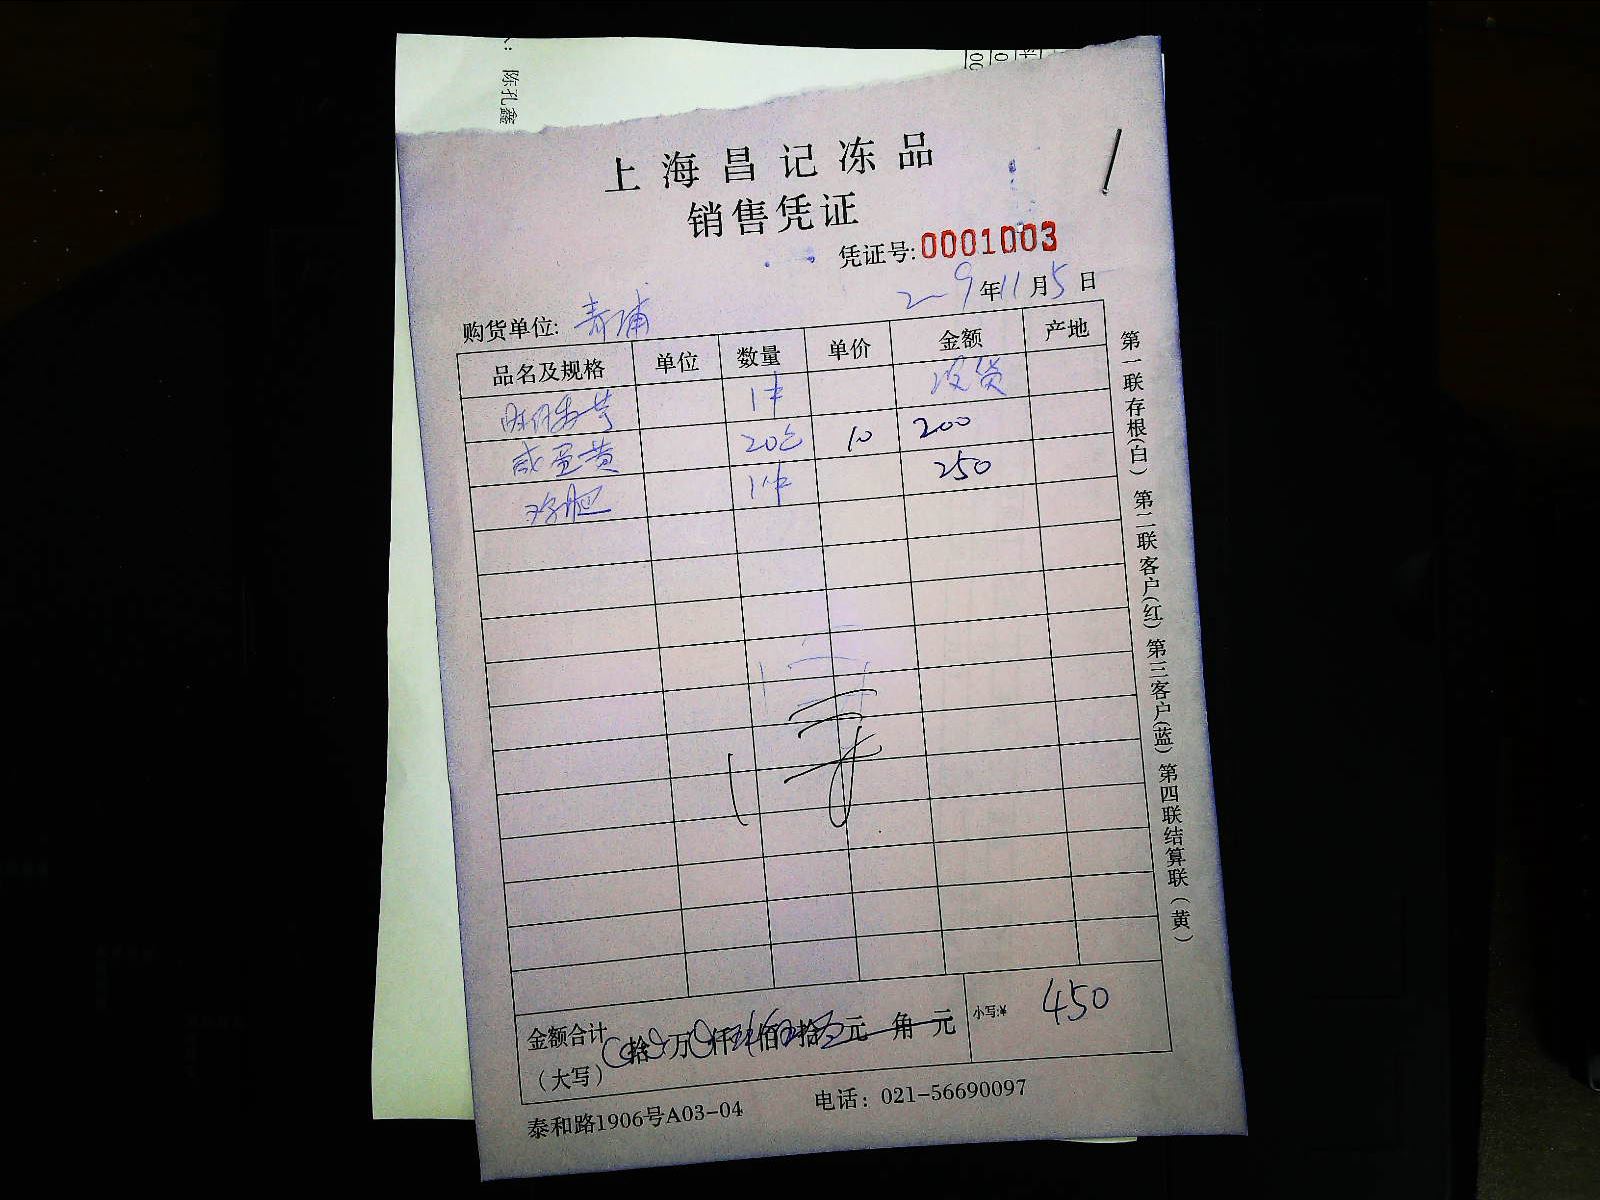 陈孔鑫
上海昌记冻品
销售凭证
凭证号:0001003
9年11月5日
购货单位: 青浦
品名及规格 单位 数量 单价 金额 产地
1件 没货
咸蛋黄 20包 10 200
1件 250
金额合计 拾 万 仟 佰 拾 元 角 元
(大写)
小写:¥ 450
泰和路1906号A03-04 电话: 021-56690097
第一联存根(白) 第二联客户(红) 第三客户(蓝) 第四联结算联(黄)